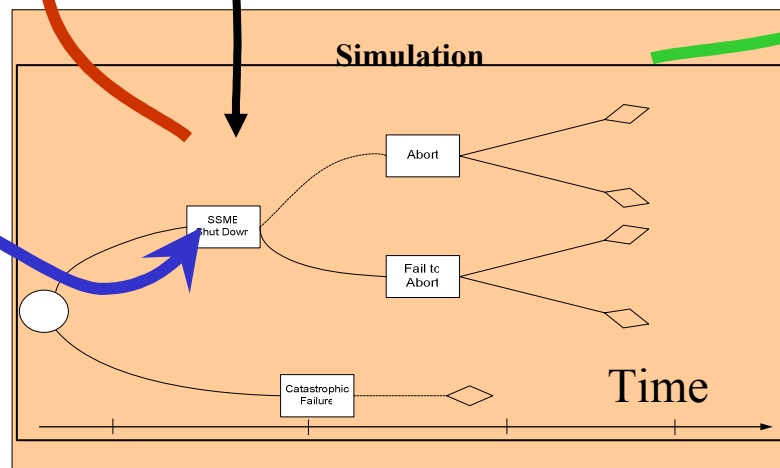 Simulation
Abort
SSME
Shut Down
Fail to
Abort
Catastrophic
Failure
Time